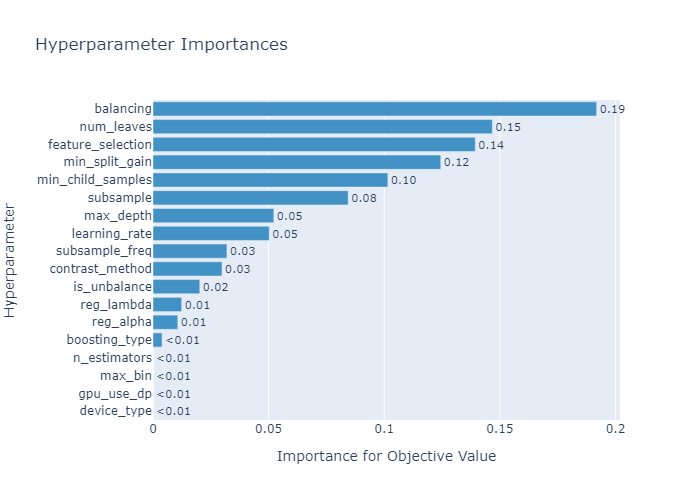 Hyperparameter Importances
Hyperparameter
balancing 0.19
num_leaves 0.15
feature_selection 0.14
min_split_gain 0.12
min_child_samples 0.10
subsample 0.08
max_depth 0.05
learning_rate 0.05
subsample_freq 0.03
contrast_method 0.03
is_unbalance 0.02
reg_lambda 0.01
reg_alpha 0.01
boosting_type <0.01
n_estimators <0.01
max_bin <0.01
gpu_use_dp <0.01
device_type <0.01
0 0.05 0.1 0.15 0.2
Importance for Objective Value